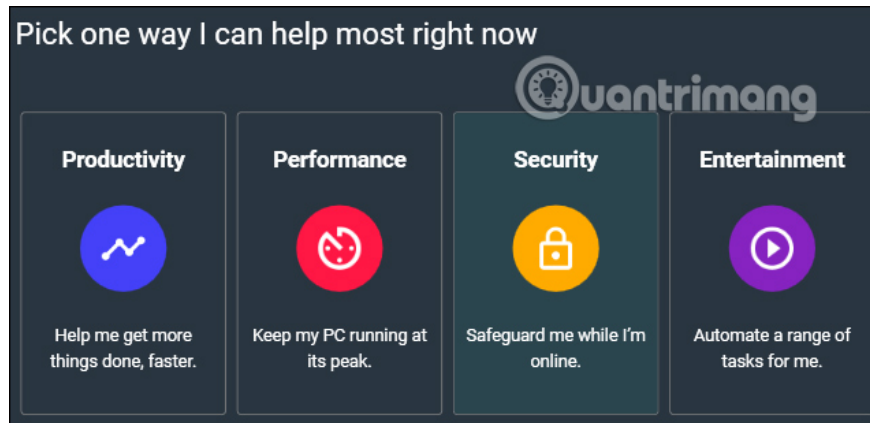 Pick one way I can help most right now
Quantrimang
Productivity
Help me get more
things done, faster.
Performance
Keep my PC running at
its peak.
Security
Safeguard me while I'm
online.
Entertainment
Automate a range of
tasks for me.